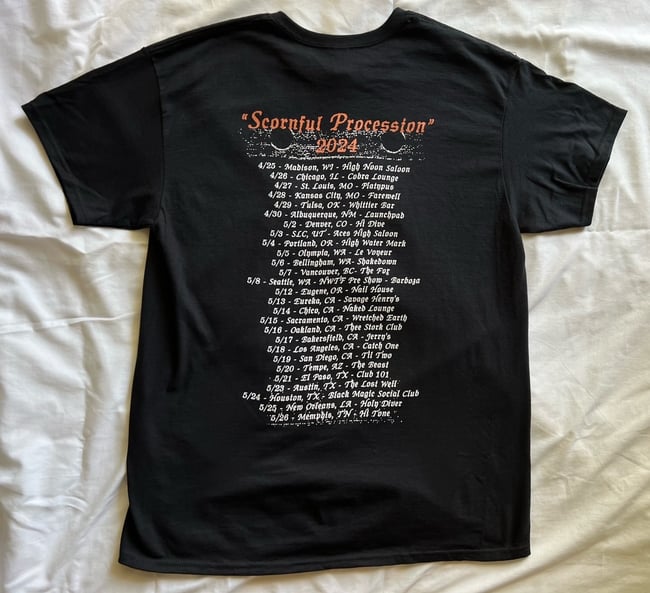 “Scornful Procession”
2024
4/25 - Madison, WI - High Noon Saloon
4/26 - Chicago, IL - Cobra Lounge
4/27 - St. Louis, MO - Platypus
4/28 - Kansas City, MO - Farewell
4/29 - Tulsa, OK - Whittier Bar
4/30 - Albuquerque, NM - Launchpad
5/2 - Denver, CO - Hi Dive
5/3 - SLC, UT - Aces High Saloon
5/4 - Portland, OR - High Water Mark
5/5 - Olympia, WA - Le Voyeur
5/6 - Bellingham, WA- Shakedown
5/7 - Vancouver, BC- The Fog
5/8 - Seattle, WA - NWTF Pre Show - Barboza
5/12 - Eugene, OR - Nail House
5/13 - Eureka, CA - Savage Henry's
5/14 - Chico, CA - Naked Lounge
5/15 - Sacramento, CA - Wretched Earth
5/16 - Oakland, CA - Thee Stork Club
5/17 - Bakersfield, CA - Jerry's
5/18 - Los Angeles, CA - Catch One
5/19 - San Diego, CA - Til Two
5/20 - Tempe, AZ - The Beast
5/21 - El Paso, TX - Club 101
5/23 - Austin, TX - The Lost Well
5/24 - Houston, TX - Black Magic Social Club
5/25 - New Orleans, LA - Holy Diver
5/26 - Memphis, TN - Hi Tone